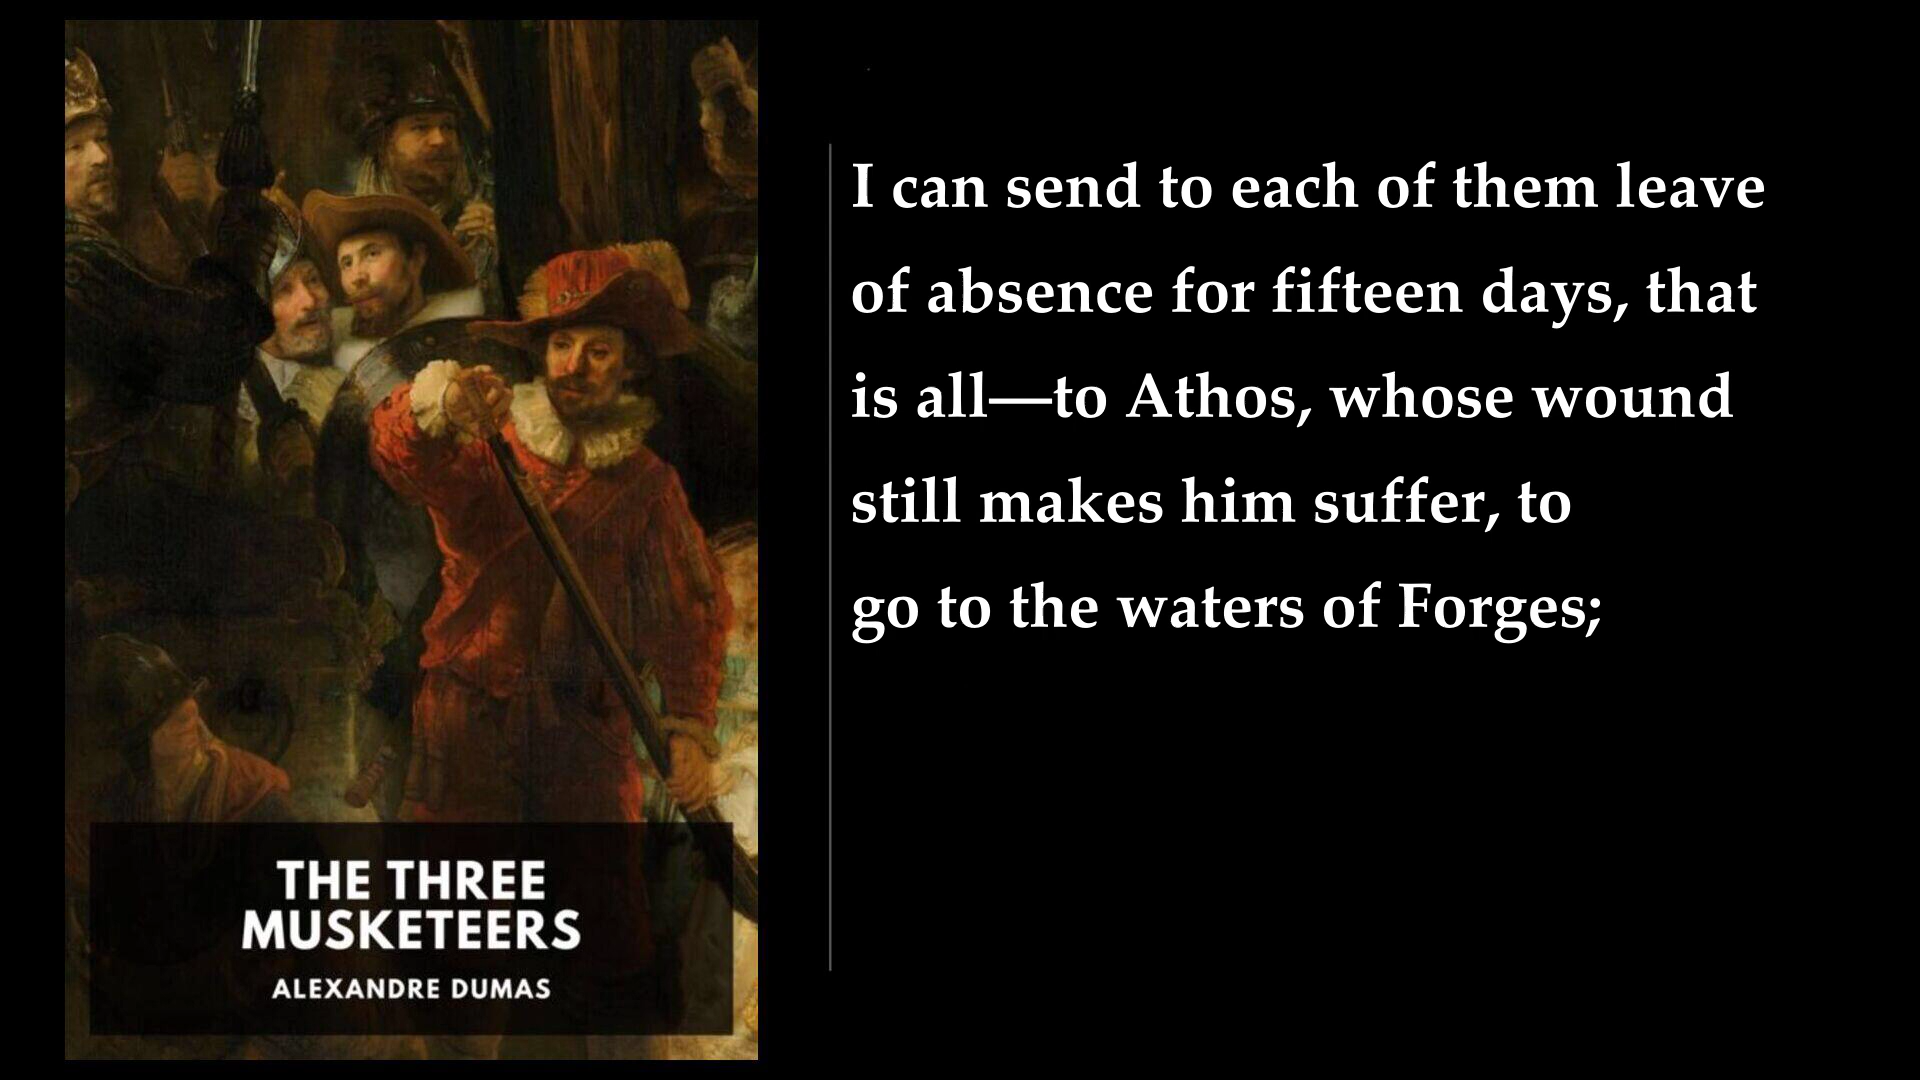 I can send to each of them leave
of absence for fifteen days, that
is all—to Athos, whose wound
still makes him suffer, to
go to the waters of Forges;
THE THREE
MUSKETEERS
ALEXANDRE DUMAS